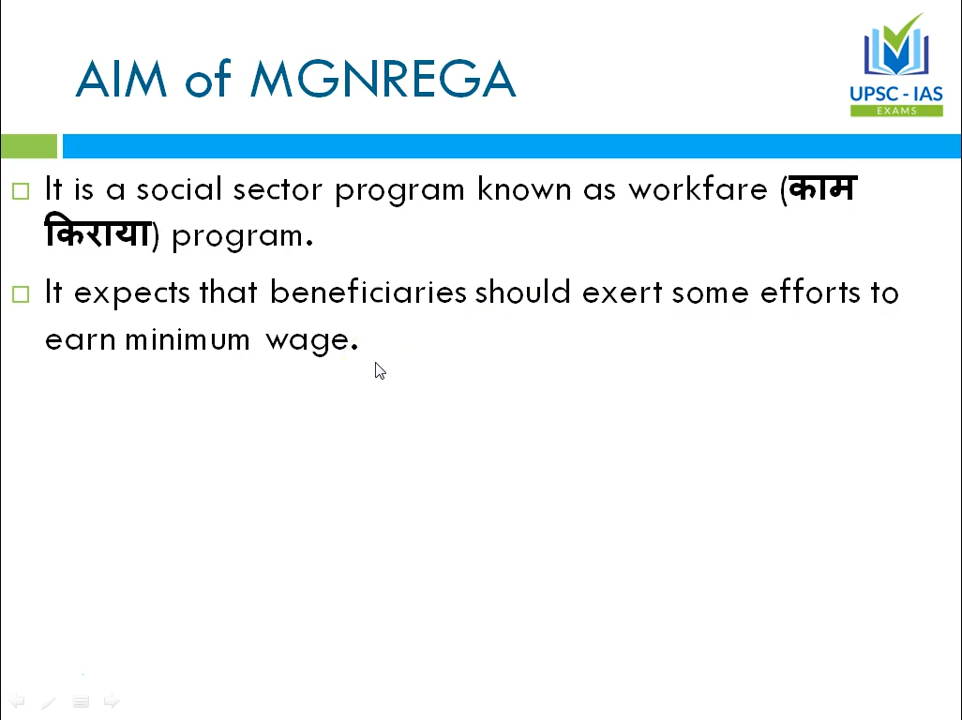 AIM of MGNREGA
UPSC - IAS
EXAMS
It is a social sector program known as workfare (काम
किराया) program.
It expects that beneficiaries should exert some efforts to
earn minimum wage.